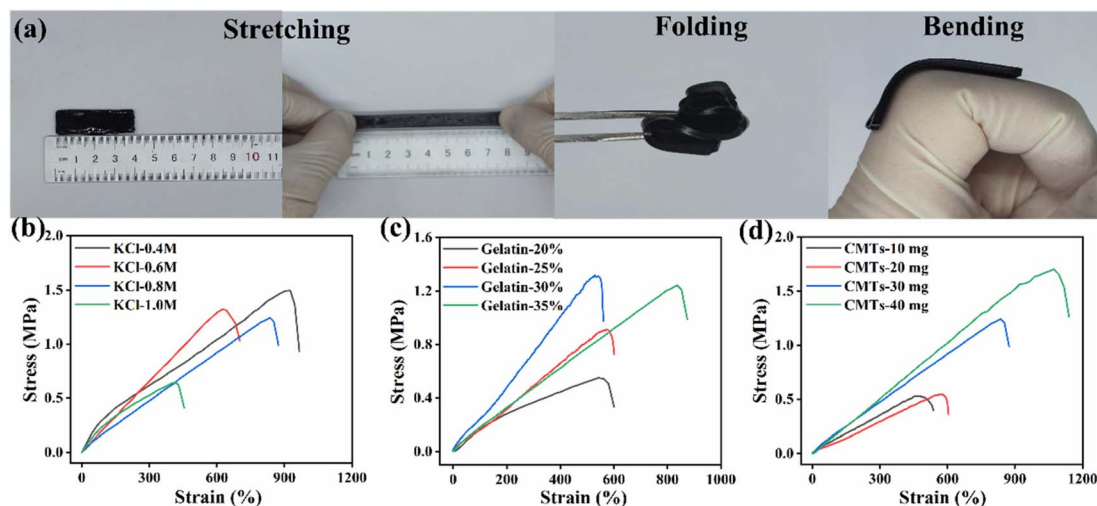 (a)
Stretching
Folding
Bending
cm 1 2 3 4 5 6 7 8 9 10 11
1 2 3 4 5 6 7 8 9
(b)
KCl-0.4M
KCl-0.6M
KCl-0.8M
KCl-1.0M
2.0
1.5
1.0
0.5
0.0
Stress (MPa)
0 300 600 900 1200
Strain (%)
(c)
Gelatin-20%
Gelatin-25%
Gelatin-30%
Gelatin-35%
1.6
1.2
0.8
0.4
0.0
Stress (MPa)
0 200 400 600 800 1000
Strain (%)
(d)
CMTs-10 mg
CMTs-20 mg
CMTs-30 mg
CMTs-40 mg
2.0
1.5
1.0
0.5
0.0
Stress (MPa)
0 300 600 900 1200
Strain (%)